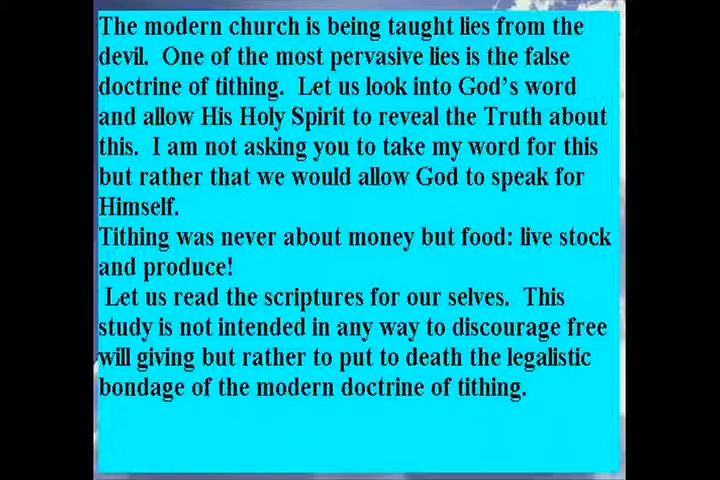 The modern church is being taught lies from the
devil.  One of the most pervasive lies is the false
doctrine of tithing.  Let us look into God's word
and allow His Holy Spirit to reveal the Truth about
this.  I am not asking you to take my word for this
but rather that we would allow God to speak for
Himself.
Tithing was never about money but food: live stock
and produce!
Let us read the scriptures for our selves.  This
study is not intended in any way to discourage free
will giving but rather to put to death the legalistic
bondage of the modern doctrine of tithing.